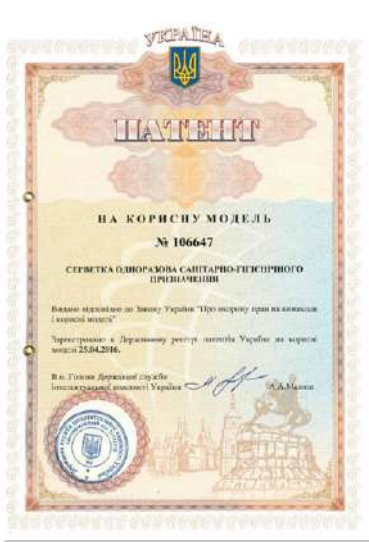 УКРАЇНА
ПАТЕНТ
НА КОРИСНУ МОДЕЛЬ
№ 106647
СЕРВЕТКА ОДНОРАЗОВА САНІТАРНО-ГІГІЄНІЧНОГО
ПРИЗНАЧЕННЯ
Видано відповідно до Закону України "Про охорону прав на винаходи
і корисні моделі".
Зареєстровано в Державному реєстрі патентів України на корисні
моделі 25.04.2016.
В.о. Голови Державної служби
інтелектуальної власності України